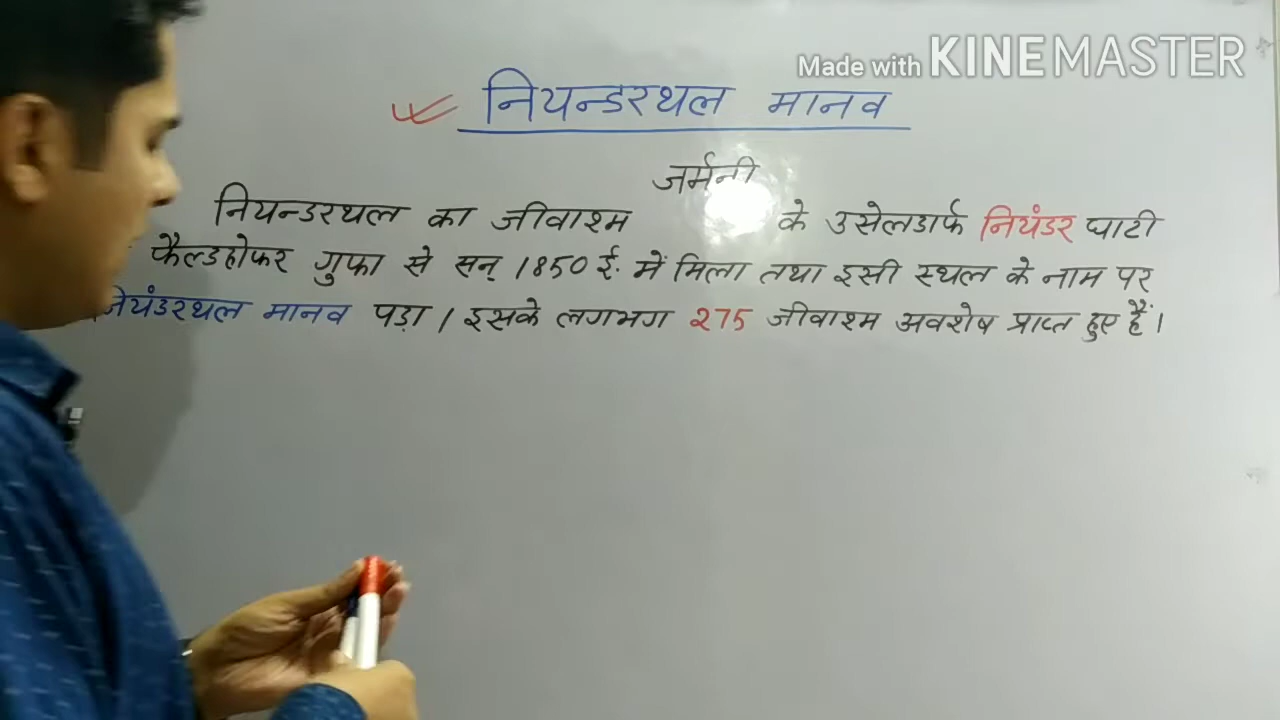 Made with KINEMASTER
नियन्डरथल मानव
जर्मनी
नियन्डरथल का जीवाश्म के उसेलडार्फ नियंडर घाटी
फैल्डहोफर गुफा से सन् 1850 ई. में मिला तथा इसी स्थल के नाम पर
नियंडरथल मानव पड़ा । इसके लगभग 275 जीवाश्म अवशेष प्राप्त हुए हैं।